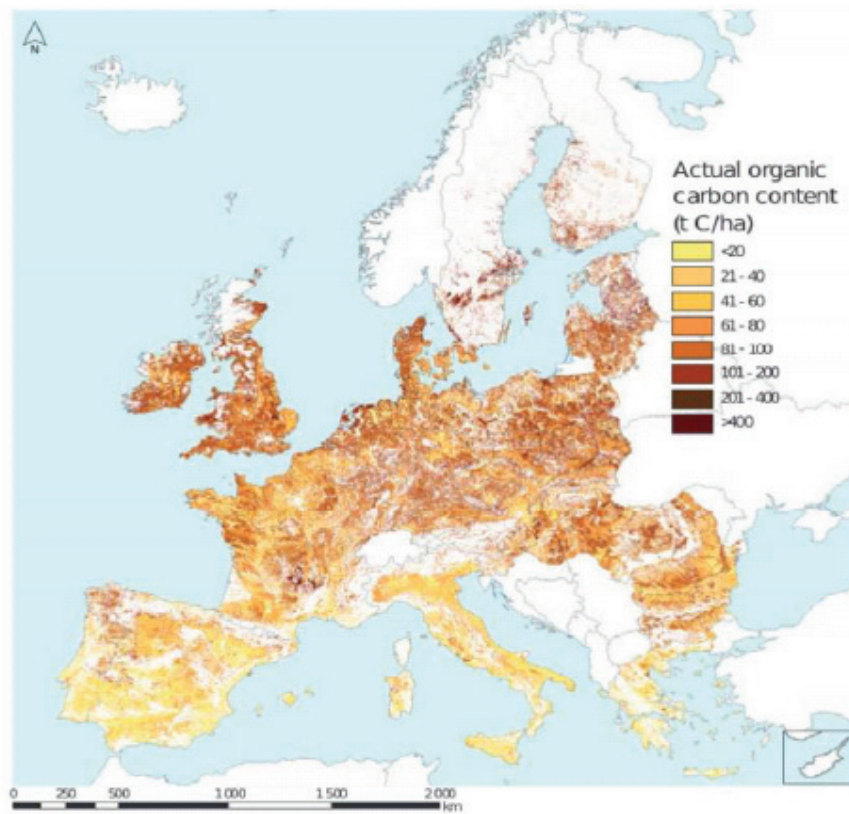 N
Actual organic
carbon content
(t C/ha)
<20
21 - 40
41 - 60
61 - 80
81 - 100
101 - 200
201 - 400
>400
0 250 500 1 000 1 500 2 000
km